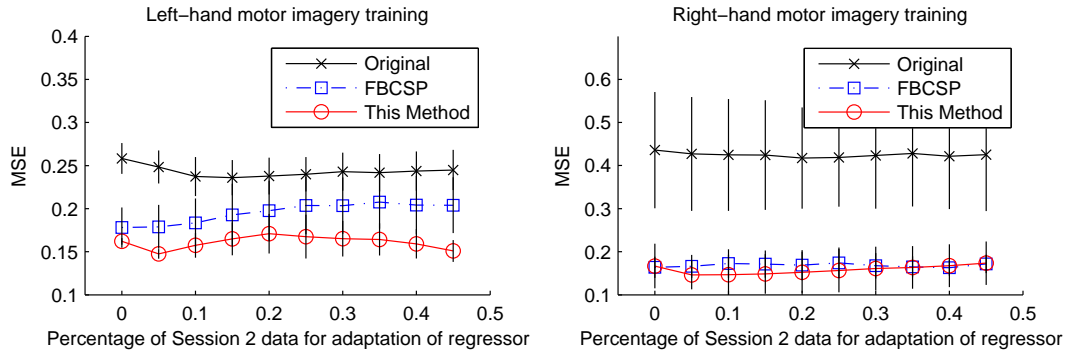 Left-hand motor imagery training
0.4
0.35
0.3
0.25
0.2
0.15
0.1
MSE
Original
FBCSP
This Method
0 0.1 0.2 0.3 0.4 0.5
Percentage of Session 2 data for adaptation of regressor
Right-hand motor imagery training
0.6
0.5
0.4
0.3
0.2
0.1
MSE
Original
FBCSP
This Method
0 0.1 0.2 0.3 0.4 0.5
Percentage of Session 2 data for adaptation of regressor